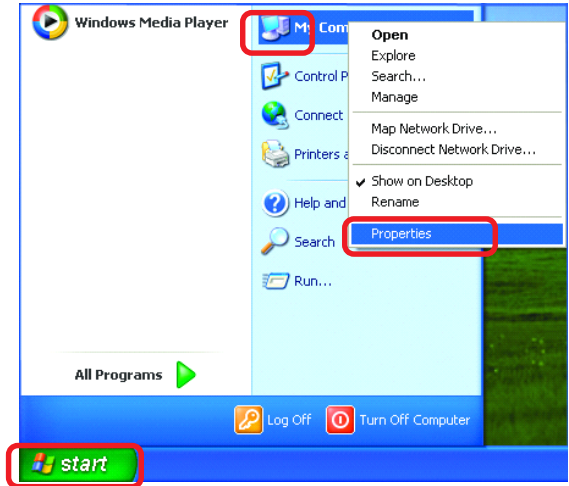 Windows Media Player
My Com
Open
Explore
Search...
Manage
Map Network Drive...
Disconnect Network Drive...
Show on Desktop
Rename
Properties
Control P
Connect
Printers a
Help and
Search
Run...
All Programs
Log Off
Turn Off Computer
start